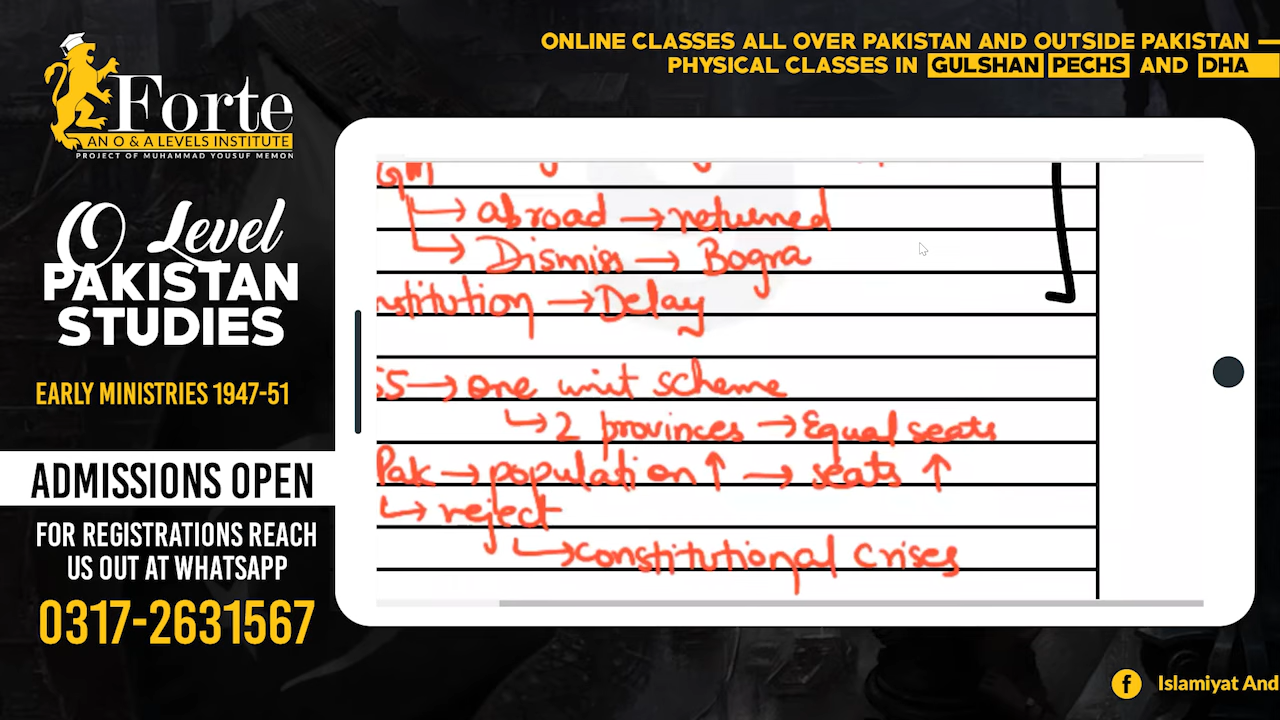 Forte
AN O & A LEVELS INSTITUTE
PROJECT OF MUHAMMAD YOUSUF MEMON
O Level
PAKISTAN
STUDIES
EARLY MINISTRIES 1947-51
ADMISSIONS OPEN
FOR REGISTRATIONS REACH
US OUT AT WHATSAPP
0317-2631567
ONLINE CLASSES ALL OVER PAKISTAN AND OUTSIDE PAKISTAN
PHYSICAL CLASSES IN GULSHAN PECHS AND DHA
GM
→ abroad → returned
→ Dismiss → Bogra
nstitution → Delay
55 → one unit scheme
→ 2 provinces → Equal seats
Pak → population ↑ → seats ↑
→ reject
→ constitutional crises
f Islamiyat And